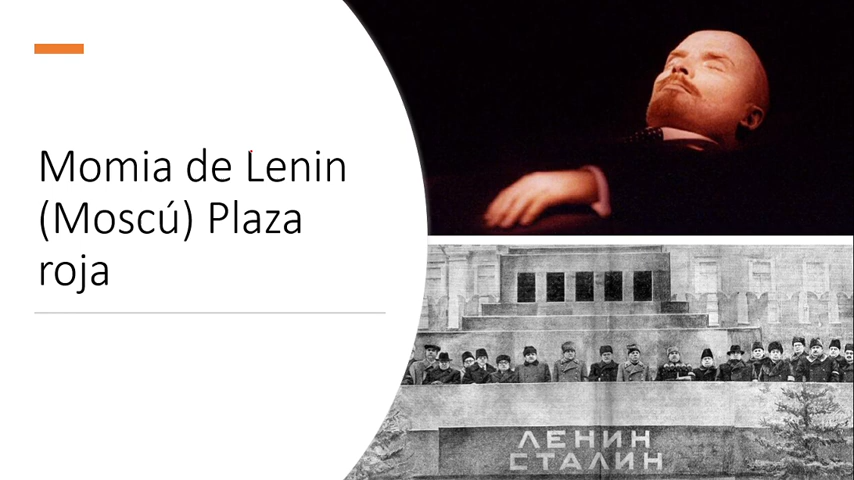 Momia de Lenin
(Moscú) Plaza
roja
ЛЕНИН
СТАЛИН